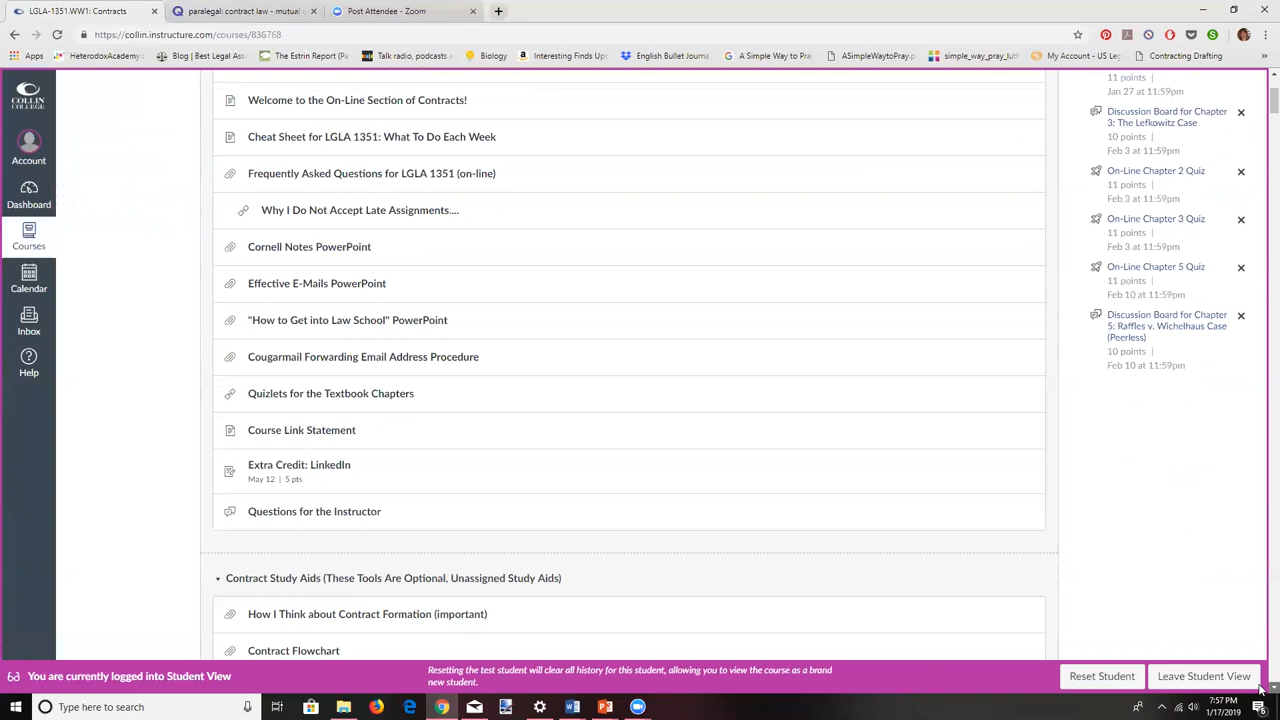 LGLA-1351.WW1: Contracts
paralegal: contract law - mutual
Post Attendee - Zoom
https://collin.instructure.com/courses/836768
Apps
HeterodoxAcademy.
Blog | Best Legal Ass
The Estrin Report (Pa
Talk radio, podcasts
Biology
Interesting Finds Up
English Bullet Journa
A Simple Way to Pra
ASimpleWaytoPray.p
simple_way_pray_luth
My Account - US Leg
Contracting Drafting
COLLIN COLLEGE
Account
Dashboard
Courses
Calendar
Inbox
Help
Welcome to the On-Line Section of Contracts!
Cheat Sheet for LGLA 1351: What To Do Each Week
Frequently Asked Questions for LGLA 1351 (on-line)
Why I Do Not Accept Late Assignments....
Cornell Notes PowerPoint
Effective E-Mails PowerPoint
"How to Get into Law School" PowerPoint
Cougarmail Forwarding Email Address Procedure
Quizlets for the Textbook Chapters
Course Link Statement
Extra Credit: LinkedIn
May 12 | 5 pts
Questions for the Instructor
Contract Study Aids (These Tools Are Optional, Unassigned Study Aids)
How I Think about Contract Formation (important)
Contract Flowchart
11 points |
Jan 27 at 11:59pm
Discussion Board for Chapter
3: The Lefkowitz Case
10 points |
Feb 3 at 11:59pm
On-Line Chapter 2 Quiz
11 points |
Feb 3 at 11:59pm
On-Line Chapter 3 Quiz
11 points |
Feb 3 at 11:59pm
On-Line Chapter 5 Quiz
11 points |
Feb 10 at 11:59pm
Discussion Board for Chapter
5: Raffles v. Wichelhaus Case
(Peerless)
10 points |
Feb 10 at 11:59pm
You are currently logged into Student View
Resetting the test student will clear all history for this student, allowing you to view the course as a brand
new student.
Reset Student
Leave Student View
Type here to search
7:57 PM
1/17/2019